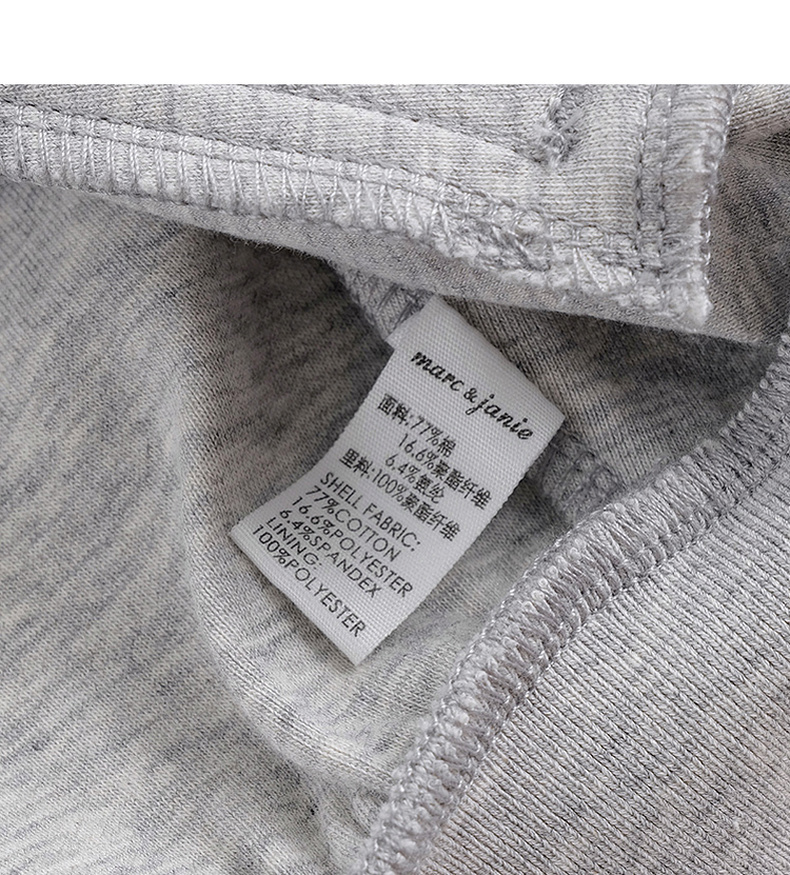 marc & janie
面料:77%棉
16.6%聚酯纤维
6.4%氨纶
里料:100%聚酯纤维
SHELL FABRIC:
77%COTTON
16.6%POLYESTER
6.4%SPANDEX
LINING:
100%POLYESTER